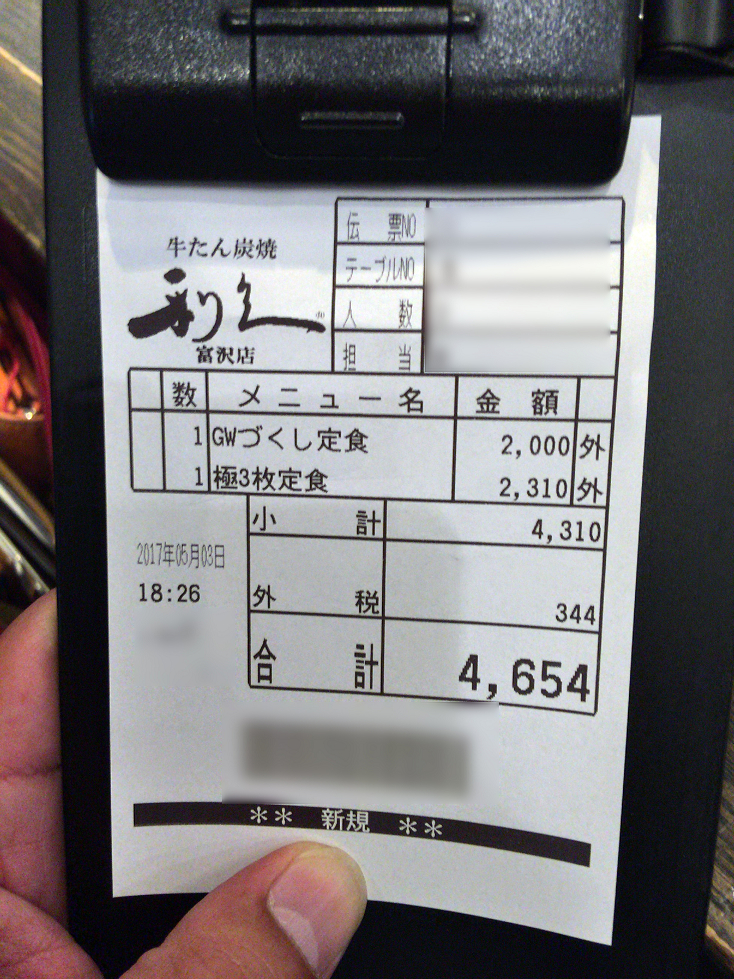 牛たん炭焼
利久®
富沢店
伝票NO
テーブルNO
人数
担当
数 メニュー名 金額
1 GWづくし定食 2,000 外
1 極3枚定食 2,310 外
小計 4,310
2017年05月03日
18:26
外税 344
合計 4,654
** 新規 **